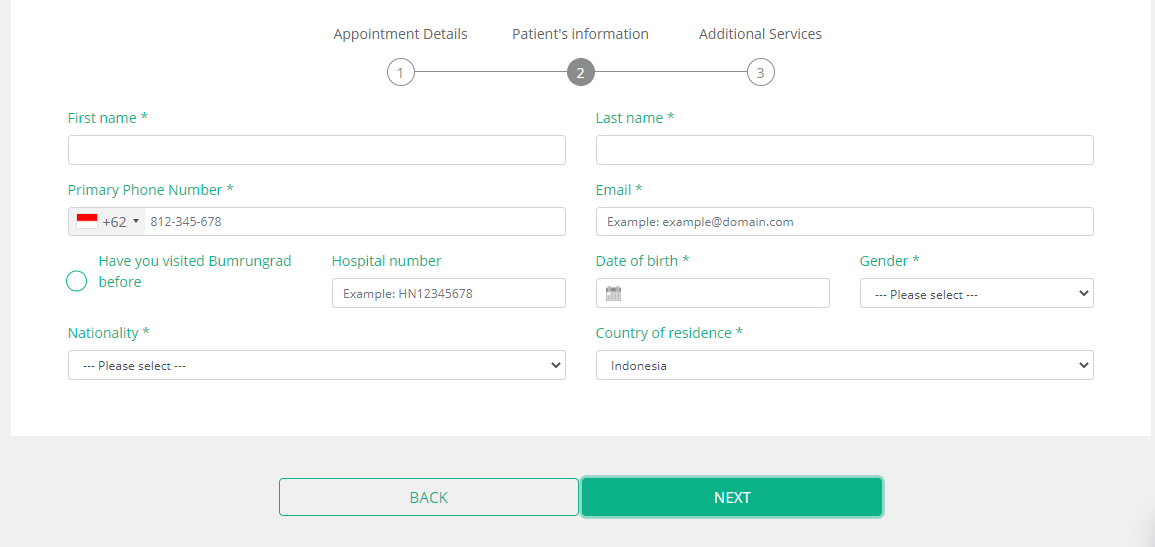 Appointment Details Patient's information Additional Services
1 2 3
First name * Last name *
Primary Phone Number * Email *
+62 812-345-678 Example: example@domain.com
Have you visited Bumrungrad before Hospital number Date of birth * Gender *
Example: HN12345678 --- Please select ---
Nationality * Country of residence *
--- Please select --- Indonesia
BACK NEXT